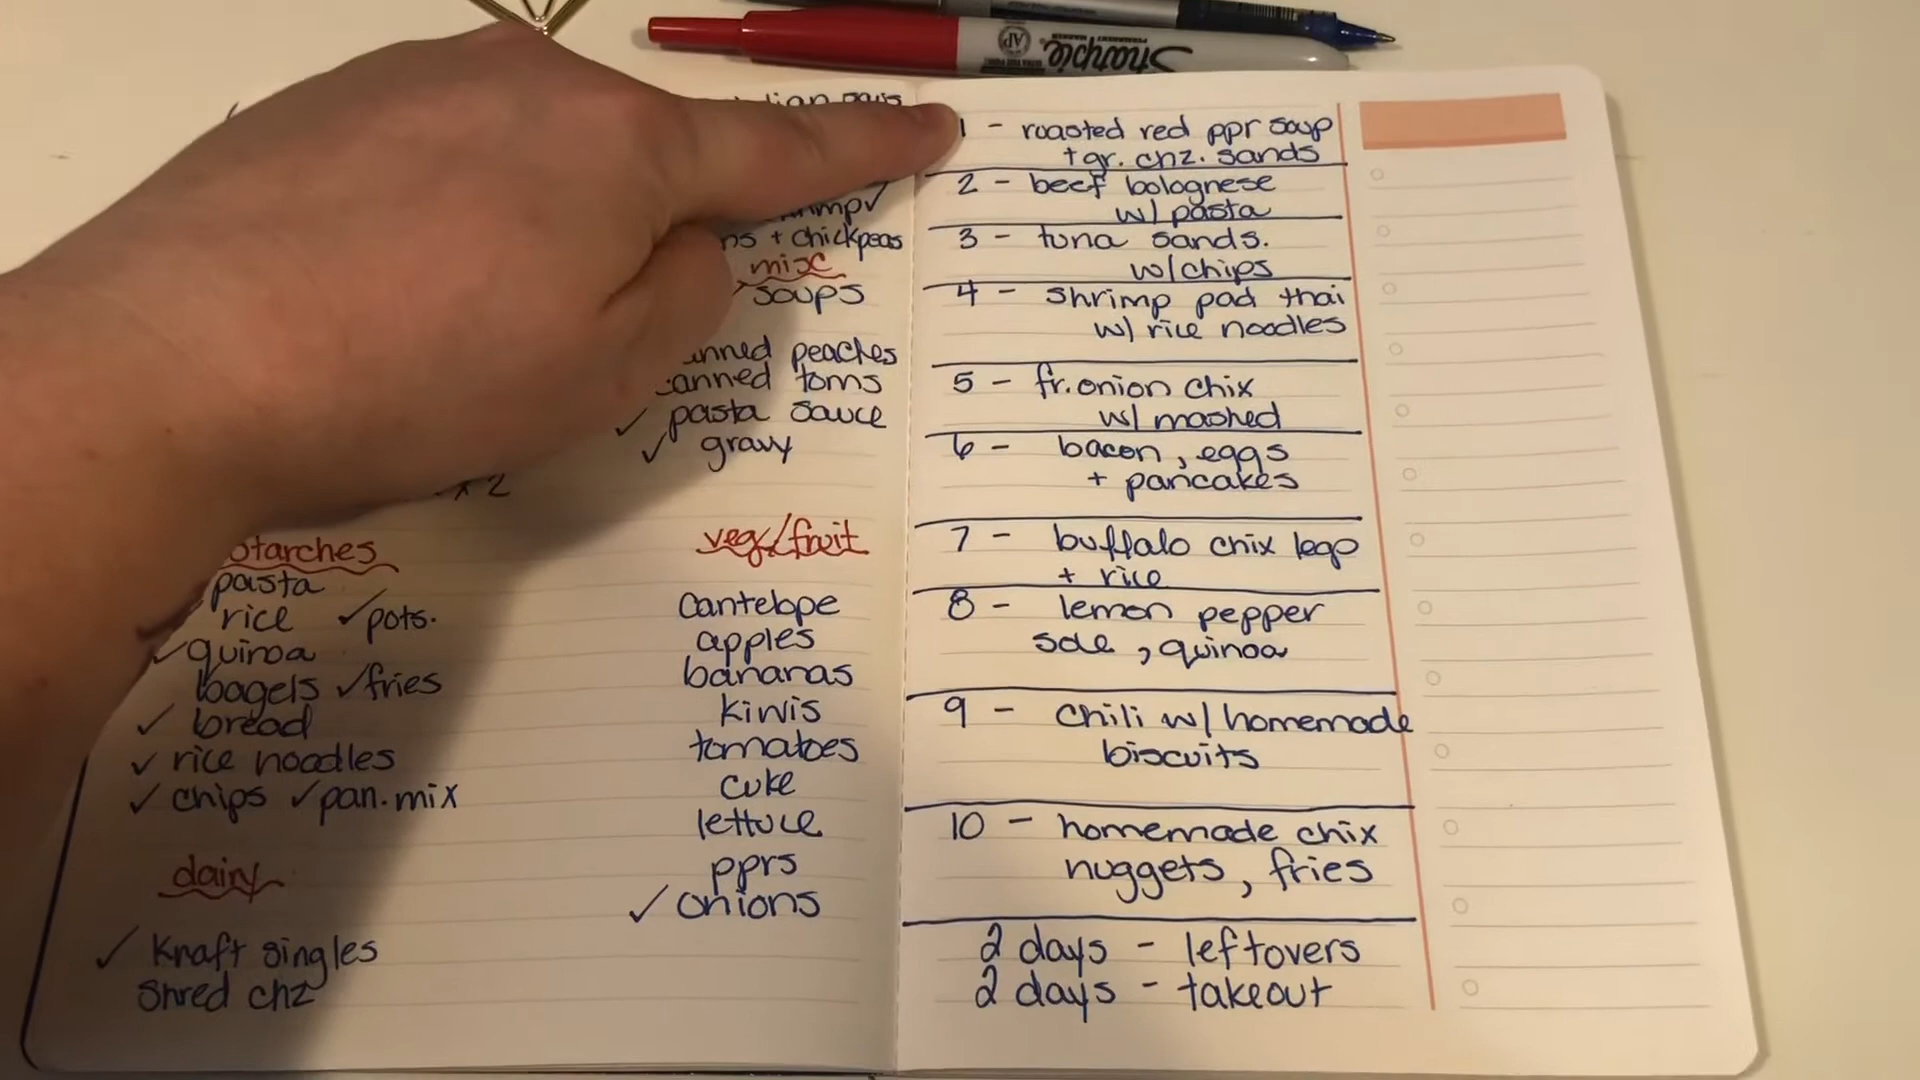 Sharpie
AP
misc
+ chickpeas
soups
peaches
toms
✓ pasta sauce
✓ gravy
x 2
pasta
rice ✓ pots.
✓ quinoa
bagels ✓ fries
✓ bread
✓ rice noodles
✓ chips ✓ pan. mix
dairy
✓ Kraft singles
Shred chz
veg/fruit
cantelope
apples
bananas
kiwis
tomatoes
cuke
lettuce
pprs
✓ onions
1 - roasted red ppr soup
+ gr. chz. sands
2 - beef bolognese
w/ pasta
3 - tuna sands.
w/ chips
4 - shrimp pad thai
w/ rice noodles
5 - fr. onion chix
w/ mashed
6 - bacon, eggs
+ pancakes
7 - buffalo chix legs
+ rice
8 - lemon pepper
sole, quinoa
9 - chili w/ homemade
biscuits
10 - homemade chix
nuggets, fries
2 days - leftovers
2 days - takeout